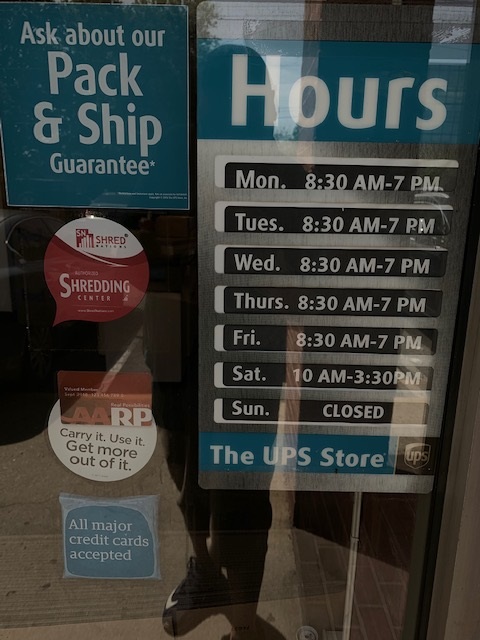 Ask about our
Pack
& Ship
Guarantee*
Hours
Mon. 8:30 AM-7 PM
Tues. 8:30 AM-7 PM
Wed. 8:30 AM-7 PM
Thurs. 8:30 AM-7 PM
Fri. 8:30 AM-7 PM
Sat. 10 AM-3:30PM
Sun. CLOSED
The UPS Store
ups
SHRED
NATIONS
AUTHORIZED
SHREDDING
CENTER
AARP
Carry it. Use it.
Get more
out of it.
All major
credit cards
accepted